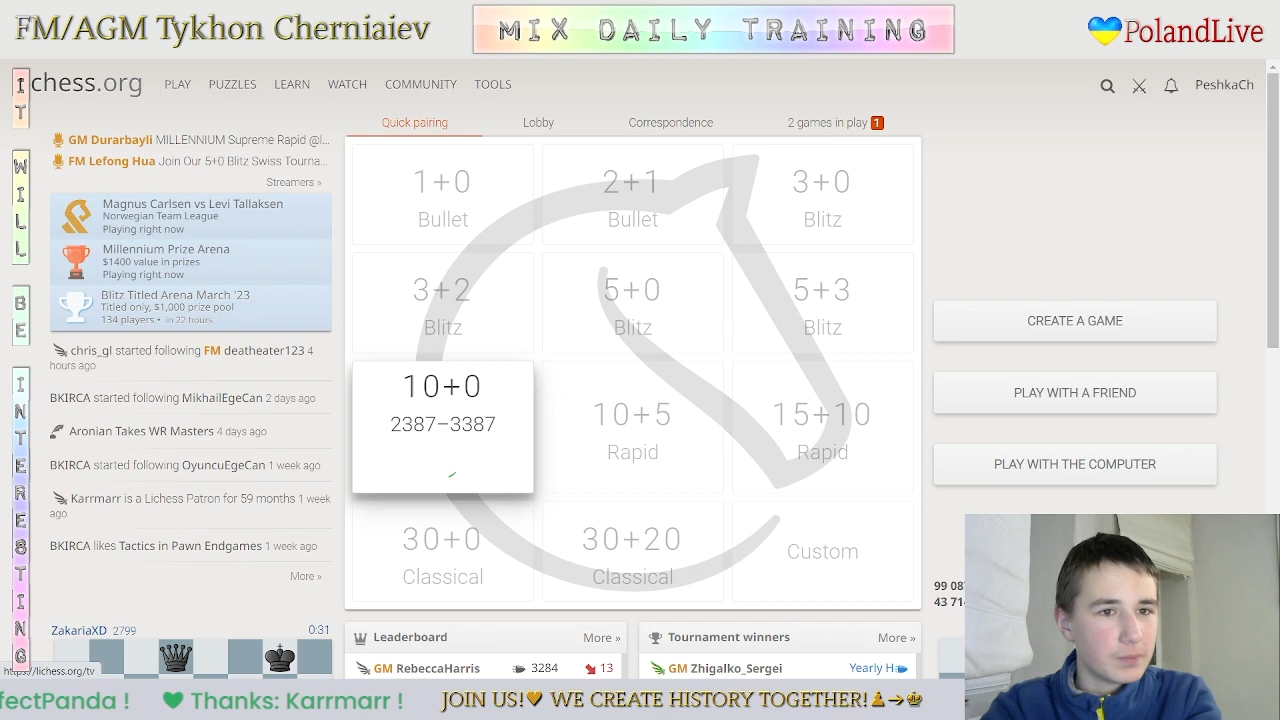 FM/AGM Tykhon Cherniaiev
MIX DAILY TRAINING
PolandLive
IT WILL BE INTERESTING
lichess.org
PLAY PUZZLES LEARN WATCH COMMUNITY TOOLS
PeshkaCh
Quick pairing Lobby Correspondence 2 games in play 1
GM Durarbayli MILLENNIUM Supreme Rapid @l...
FM Lefong Hua Join Our 5+0 Blitz Swiss Tourna...
Streamers »
Magnus Carlsen vs Levi Tallaksen
Norwegian Team League
Playing right now
Millennium Prize Arena
$1400 value in prizes
Playing right now
Blitz Titled Arena March '23
Titled only, $1,000 prize pool
134 players • in 22 hours
chris_gl started following FM deatheater123 4
hours ago
BKIRCA started following MikhailEgeCan 2 days ago
Aronian Takes WR Masters 4 days ago
BKIRCA started following OyuncuEgeCan 1 week ago
Karrmarr is a Lichess Patron for 59 months 1 week
ago
BKIRCA likes Tactics in Pawn Endgames 1 week ago
More »
ZakariaXD 2799 0:31
https://lichess.org/tv
1+0
Bullet
2+1
Bullet
3+0
Blitz
3+2
Blitz
5+0
Blitz
5+3
Blitz
10+0
2387–3387
10+5
Rapid
15+10
Rapid
30+0
Classical
30+20
Classical
Custom
CREATE A GAME
PLAY WITH A FRIEND
PLAY WITH THE COMPUTER
Leaderboard More »
GM RebeccaHarris 3284 13
Tournament winners More »
GM Zhigalko_Sergei Yearly H
fectPanda ! Thanks: Karrmarr !
JOIN US! WE CREATE HISTORY TOGETHER!